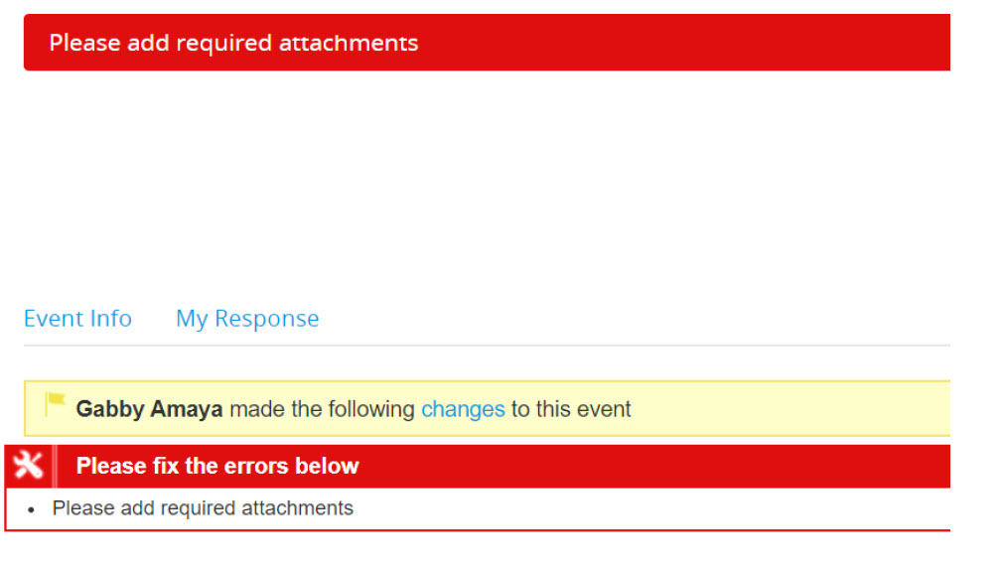 Please add required attachments
Event Info My Response
Gabby Amaya made the following changes to this event
Please fix the errors below
• Please add required attachments